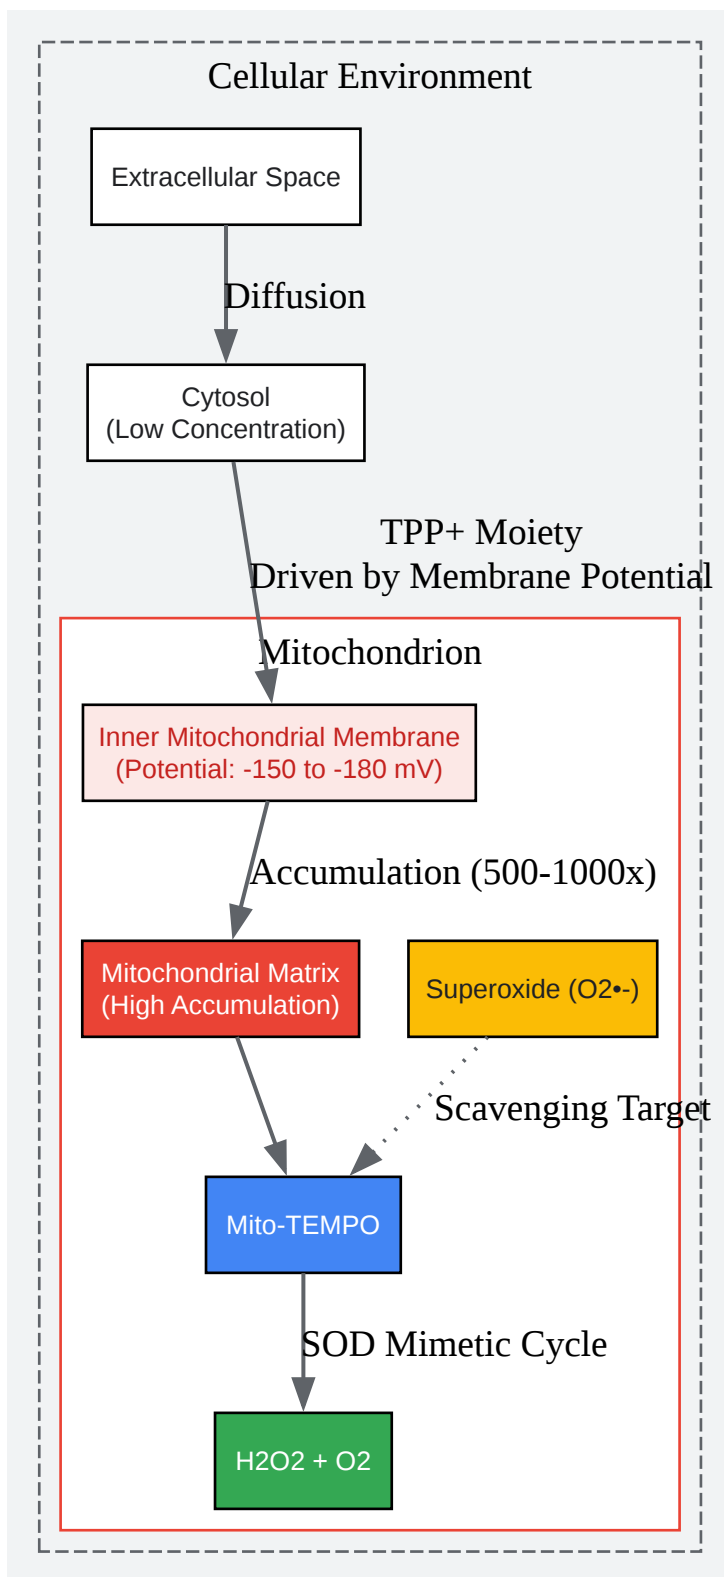 Cellular Environment
Extracellular Space
Diffusion
Cytosol
(Low Concentration)
TPP+ Moiety
Driven by Membrane Potential
Mitochondrion
Inner Mitochondrial Membrane
(Potential: -150 to -180 mV)
Accumulation (500-1000x)
Mitochondrial Matrix
(High Accumulation)
Superoxide (O2•-)
Scavenging Target
Mito-TEMPO
SOD Mimetic Cycle
H2O2 + O2